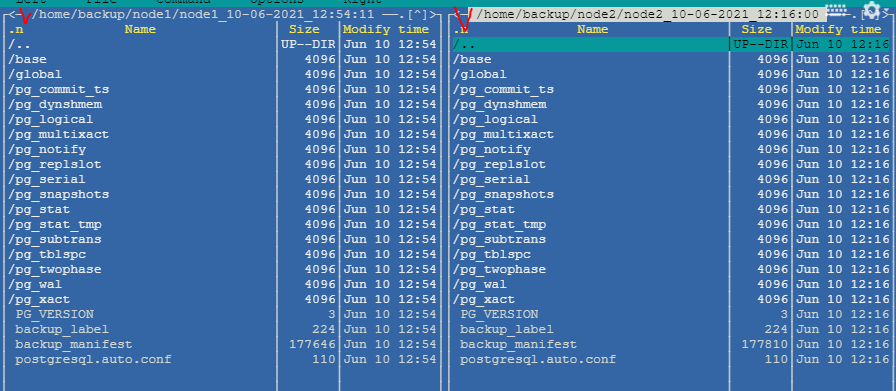 Edit File Command Options Right
<-/home/backup/node1/node1_10-06-2021_12:54:11 ——.[^]>
.n Name Size Modify time
/.. UP--DIR Jun 10 12:54
/base 4096 Jun 10 12:54
/global 4096 Jun 10 12:54
/pg_commit_ts 4096 Jun 10 12:54
/pg_dynshmem 4096 Jun 10 12:54
/pg_logical 4096 Jun 10 12:54
/pg_multixact 4096 Jun 10 12:54
/pg_notify 4096 Jun 10 12:54
/pg_replslot 4096 Jun 10 12:54
/pg_serial 4096 Jun 10 12:54
/pg_snapshots 4096 Jun 10 12:54
/pg_stat 4096 Jun 10 12:54
/pg_stat_tmp 4096 Jun 10 12:54
/pg_subtrans 4096 Jun 10 12:54
/pg_tblspc 4096 Jun 10 12:54
/pg_twophase 4096 Jun 10 12:54
/pg_wal 4096 Jun 10 12:54
/pg_xact 4096 Jun 10 12:54
PG_VERSION 3 Jun 10 12:54
backup_label 224 Jun 10 12:54
backup_manifest 177646 Jun 10 12:54
postgresql.auto.conf 110 Jun 10 12:54
/home/backup/node2/node2_10-06-2021_12:16:00
.n Name Size Modify time
/.. UP--DIR Jun 10 12:16
/base 4096 Jun 10 12:16
/global 4096 Jun 10 12:16
/pg_commit_ts 4096 Jun 10 12:16
/pg_dynshmem 4096 Jun 10 12:16
/pg_logical 4096 Jun 10 12:16
/pg_multixact 4096 Jun 10 12:16
/pg_notify 4096 Jun 10 12:16
/pg_replslot 4096 Jun 10 12:16
/pg_serial 4096 Jun 10 12:16
/pg_snapshots 4096 Jun 10 12:16
/pg_stat 4096 Jun 10 12:16
/pg_stat_tmp 4096 Jun 10 12:16
/pg_subtrans 4096 Jun 10 12:16
/pg_tblspc 4096 Jun 10 12:16
/pg_twophase 4096 Jun 10 12:16
/pg_wal 4096 Jun 10 12:16
/pg_xact 4096 Jun 10 12:16
PG_VERSION 3 Jun 10 12:16
backup_label 224 Jun 10 12:16
backup_manifest 177810 Jun 10 12:16
postgresql.auto.conf 110 Jun 10 12:16